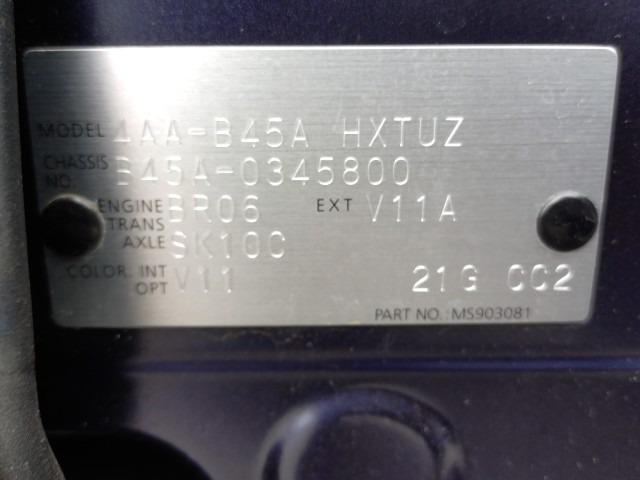 MODEL 4AA-B45A HXTUZ
CHASSIS NO. B45A-0345800
ENGINE BR06 EXT V11A
TRANS AXLE SK10C
COLOR, INT V11
OPT 21G CC2
PART NO.:MS903081